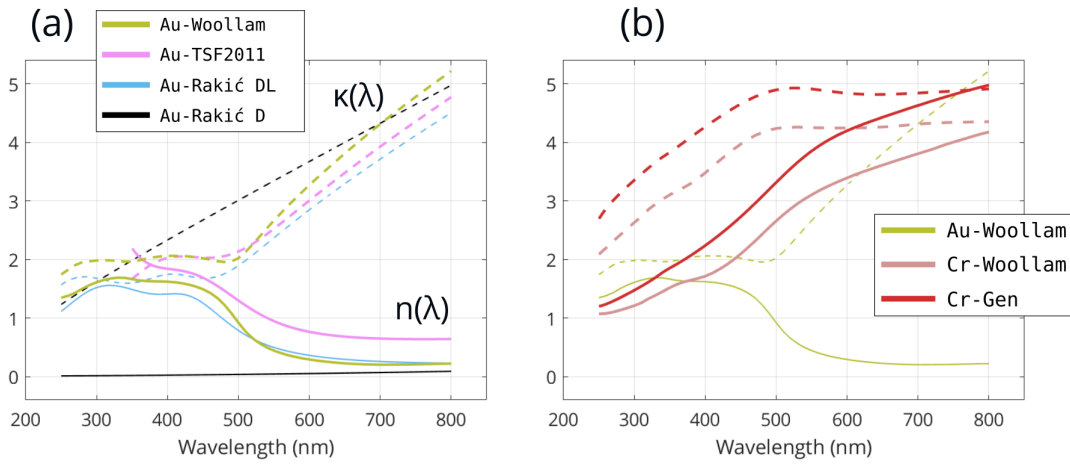 (a)
Au-Woollam
Au-TSF2011
Au-Rakić DL
Au-Rakić D
κ(λ)
n(λ)
5
4
3
2
1
0
200 300 400 500 600 700 800
Wavelength (nm)
(b)
5
4
3
2
1
0
Au-Woollam
Cr-Woollam
Cr-Gen
200 300 400 500 600 700 800
Wavelength (nm)